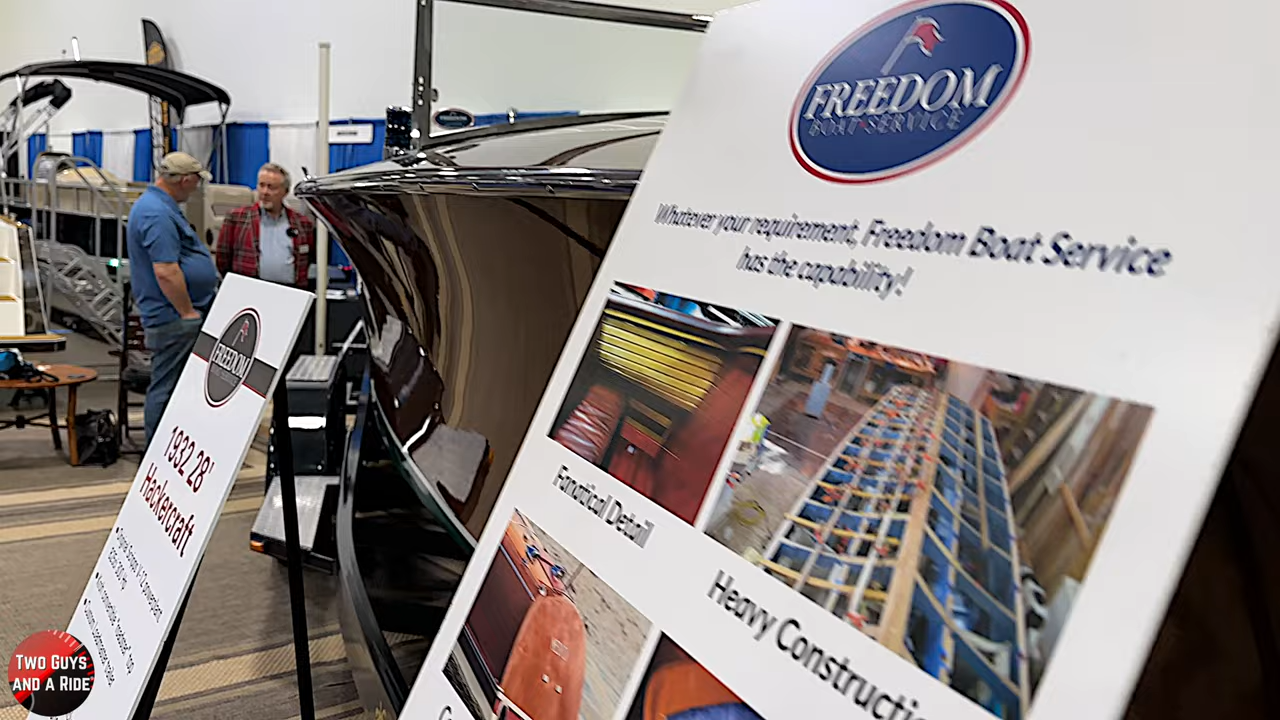 FREEDOM
BOAT SERVICE
Whatever your requirement, Freedom Boat Service
has the capability!
Fanatical Detail
Heavy Constructio
FREEDOM
1932 28'
Hackercraft
TWO GUYS
AND A RIDE